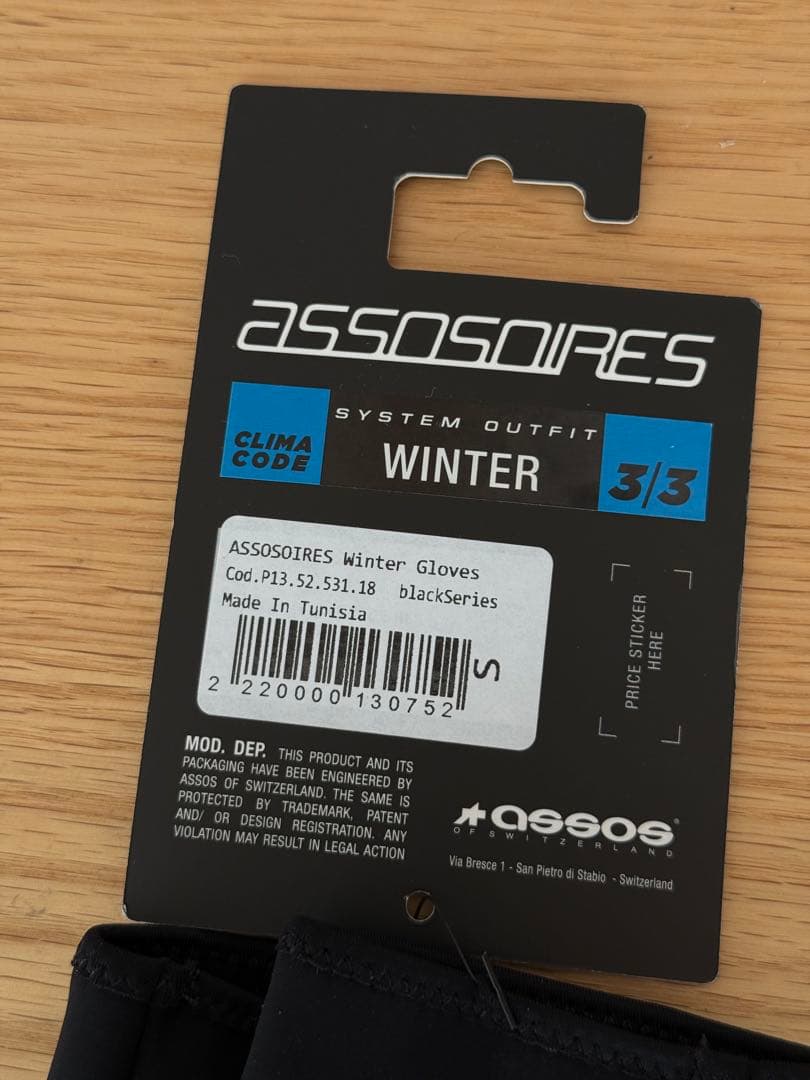 ASSOSOIRES
SYSTEM OUTFIT
CLIMA
CODE
WINTER
3/3
ASSOSOIRES Winter Gloves
Cod.P13.52.531.18 blackSeries
Made In Tunisia
S
2 220000 130752
PRICE STICKER
HERE
MOD. DEP. THIS PRODUCT AND ITS
PACKAGING HAVE BEEN ENGINEERED BY
ASSOS OF SWITZERLAND. THE SAME IS
PROTECTED BY TRADEMARK, PATENT
AND/ OR DESIGN REGISTRATION. ANY
VIOLATION MAY RESULT IN LEGAL ACTION
assos®
OF SWITZERLAND
Via Bresce 1 - San Pietro di Stabio - Switzerland